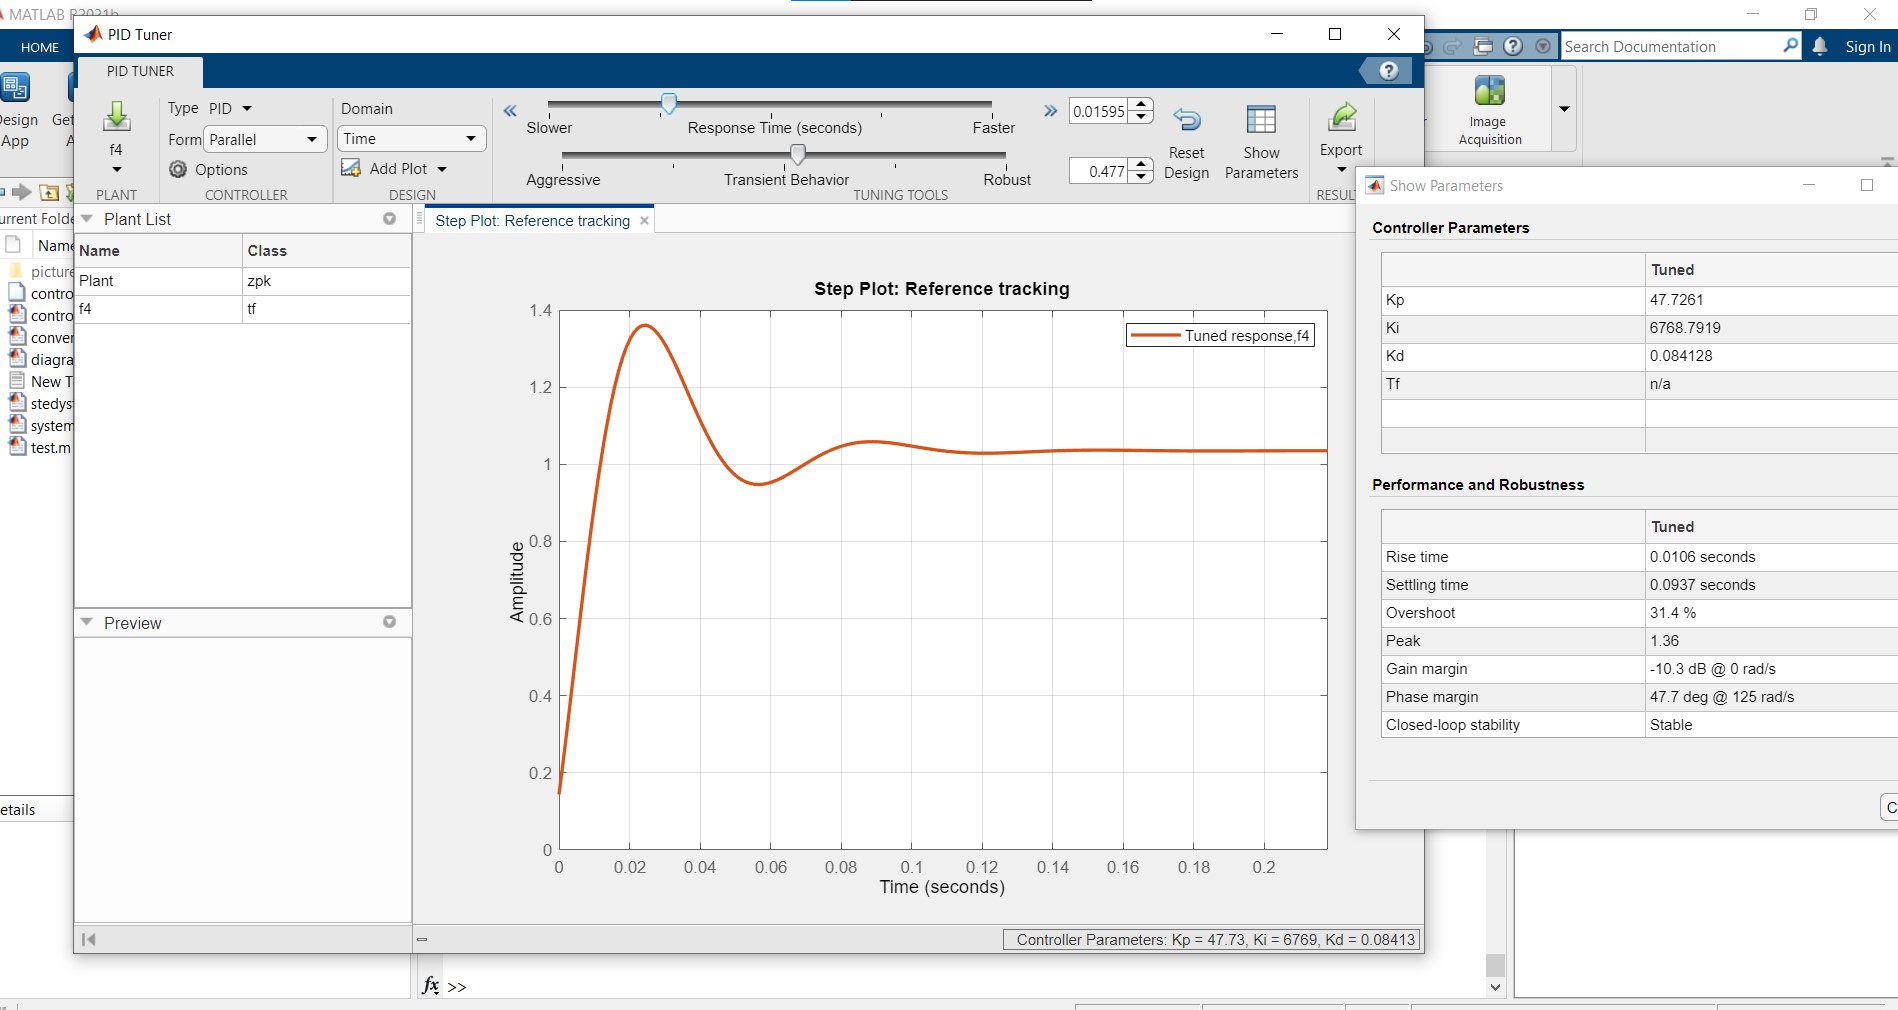 MATLAB R2021b
HOME
Search Documentation
Sign In
PID Tuner
PID TUNER
f4
PLANT
Type PID
Form Parallel
Options
CONTROLLER
Domain
Time
Add Plot
DESIGN
Slower
Response Time (seconds)
Faster
0.01595
Aggressive
Transient Behavior
Robust
0.477
TUNING TOOLS
Reset
Design
Show
Parameters
Export
RESUL
esign
App
Get
A
Image
Acquisition
urrent Folde
Name
picture
contro
contro
conver
diagra
New T
stedys
system
test.m
etails
Plant List
Name Class
Plant zpk
f4 tf
Preview
Step Plot: Reference tracking
Step Plot: Reference tracking
Tuned response,f4
Amplitude
1.4
1.2
1
0.8
0.6
0.4
0.2
0
0 0.02 0.04 0.06 0.08 0.1 0.12 0.14 0.16 0.18 0.2
Time (seconds)
Controller Parameters: Kp = 47.73, Ki = 6769, Kd = 0.08413
fx >>
Show Parameters
Controller Parameters
Tuned
Kp 47.7261
Ki 6768.7919
Kd 0.084128
Tf n/a
Performance and Robustness
Tuned
Rise time 0.0106 seconds
Settling time 0.0937 seconds
Overshoot 31.4 %
Peak 1.36
Gain margin -10.3 dB @ 0 rad/s
Phase margin 47.7 deg @ 125 rad/s
Closed-loop stability Stable
C